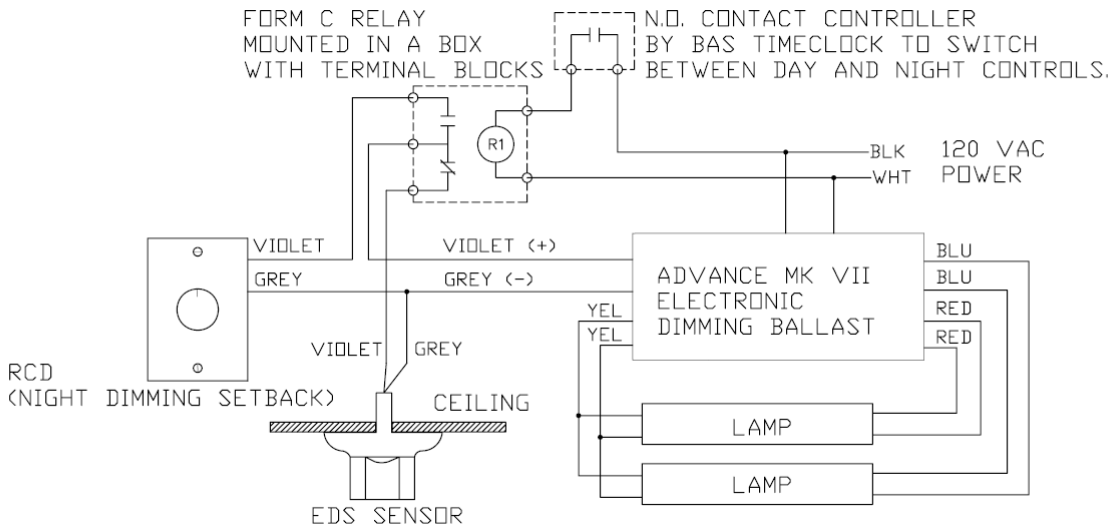 FORM C RELAY
MOUNTED IN A BOX
WITH TERMINAL BLOCKS
N.O. CONTACT CONTROLLER
BY BAS TIMECLOCK TO SWITCH
BETWEEN DAY AND NIGHT CONTROLS.
R1
BLK
WHT
120 VAC
POWER
VIOLET
GREY
VIOLET (+)
GREY (-)
ADVANCE MK VII
ELECTRONIC
DIMMING BALLAST
BLU
BLU
RED
RED
YEL
YEL
VIOLET
GREY
RCD
(NIGHT DIMMING SETBACK)
CEILING
LAMP
LAMP
EDS SENSOR